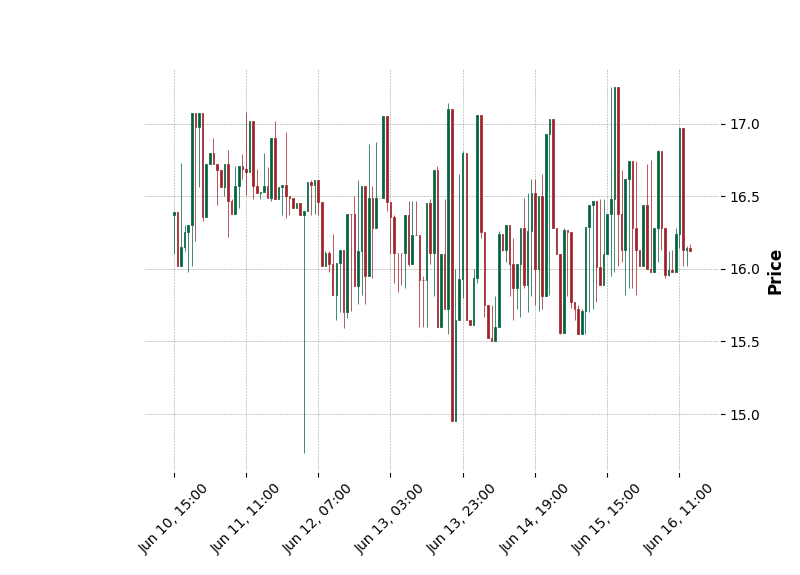 17.0
16.5
16.0
15.5
15.0
Price
Jun 10, 15:00
Jun 11, 11:00
Jun 12, 07:00
Jun 13, 03:00
Jun 13, 23:00
Jun 14, 19:00
Jun 15, 15:00
Jun 16, 11:00